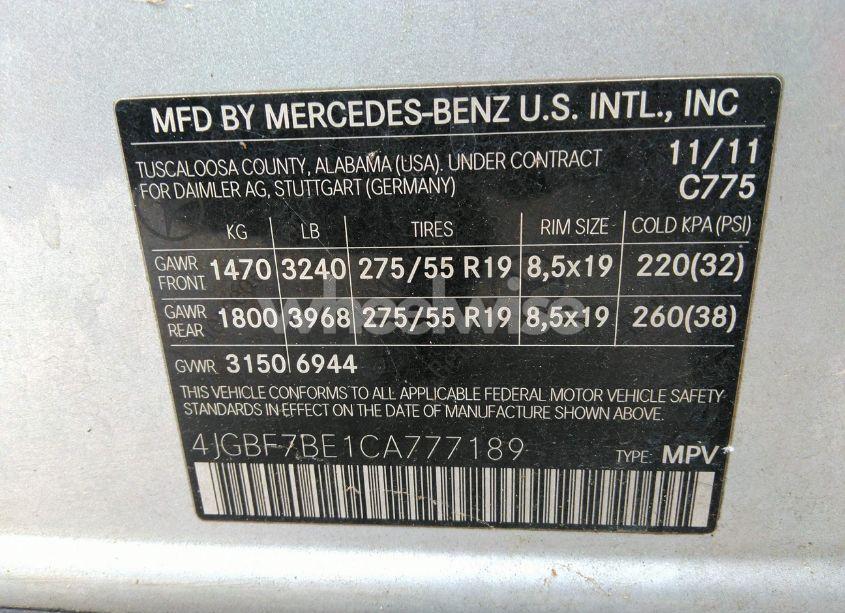 MFD BY MERCEDES-BENZ U.S. INTL., INC
TUSCALOOSA COUNTY, ALABAMA (USA). UNDER CONTRACT 11/11
FOR DAIMLER AG, STUTTGART (GERMANY) C775
KG LB TIRES RIM SIZE COLD KPA (PSI)
GAWR FRONT 1470 3240 275/55 R19 8,5x19 220(32)
wheelwise
GAWR REAR 1800 3968 275/55 R19 8,5x19 260(38)
GVWR 3150 6944
THIS VEHICLE CONFORMS TO ALL APPLICABLE FEDERAL MOTOR VEHICLE SAFETY
STANDARDS IN EFFECT ON THE DATE OF MANUFACTURE SHOWN ABOVE.
4JGBF7BE1CA777189 TYPE: MPV